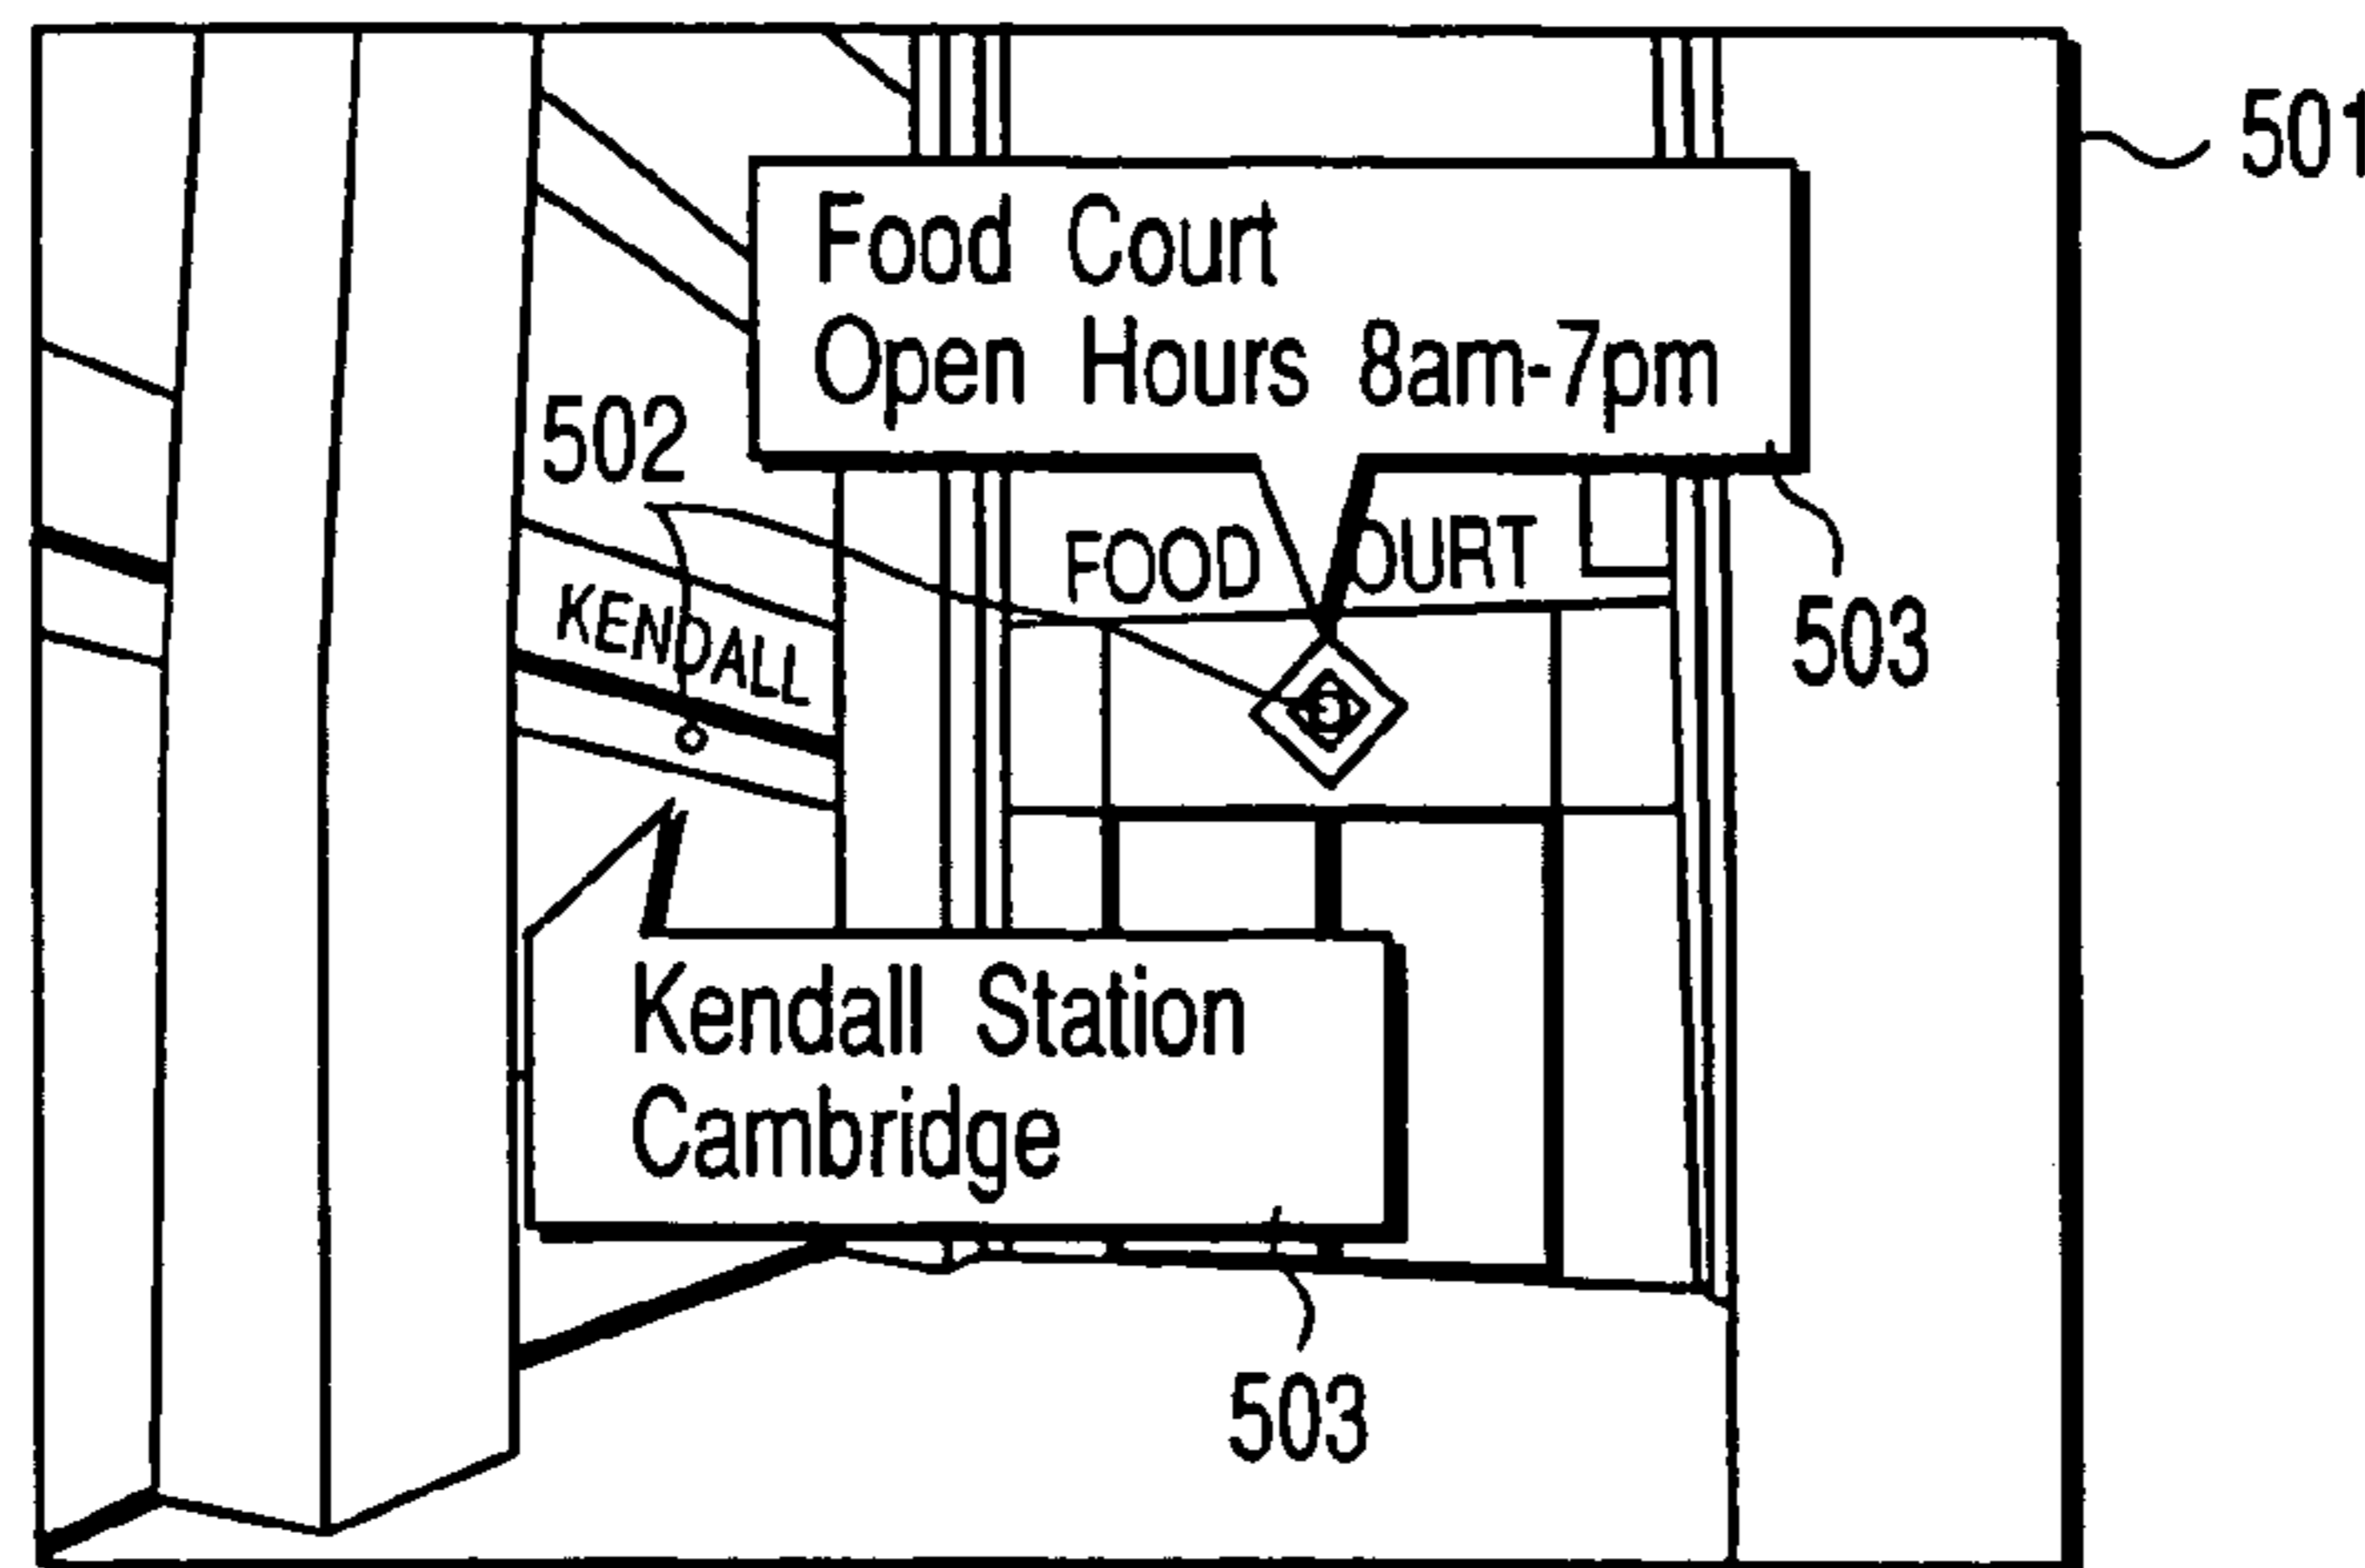 501
Food Court
Open Hours 8am-7pm
502
FOOD OURT
KENDALL
503
Kendall Station
Cambridge
503